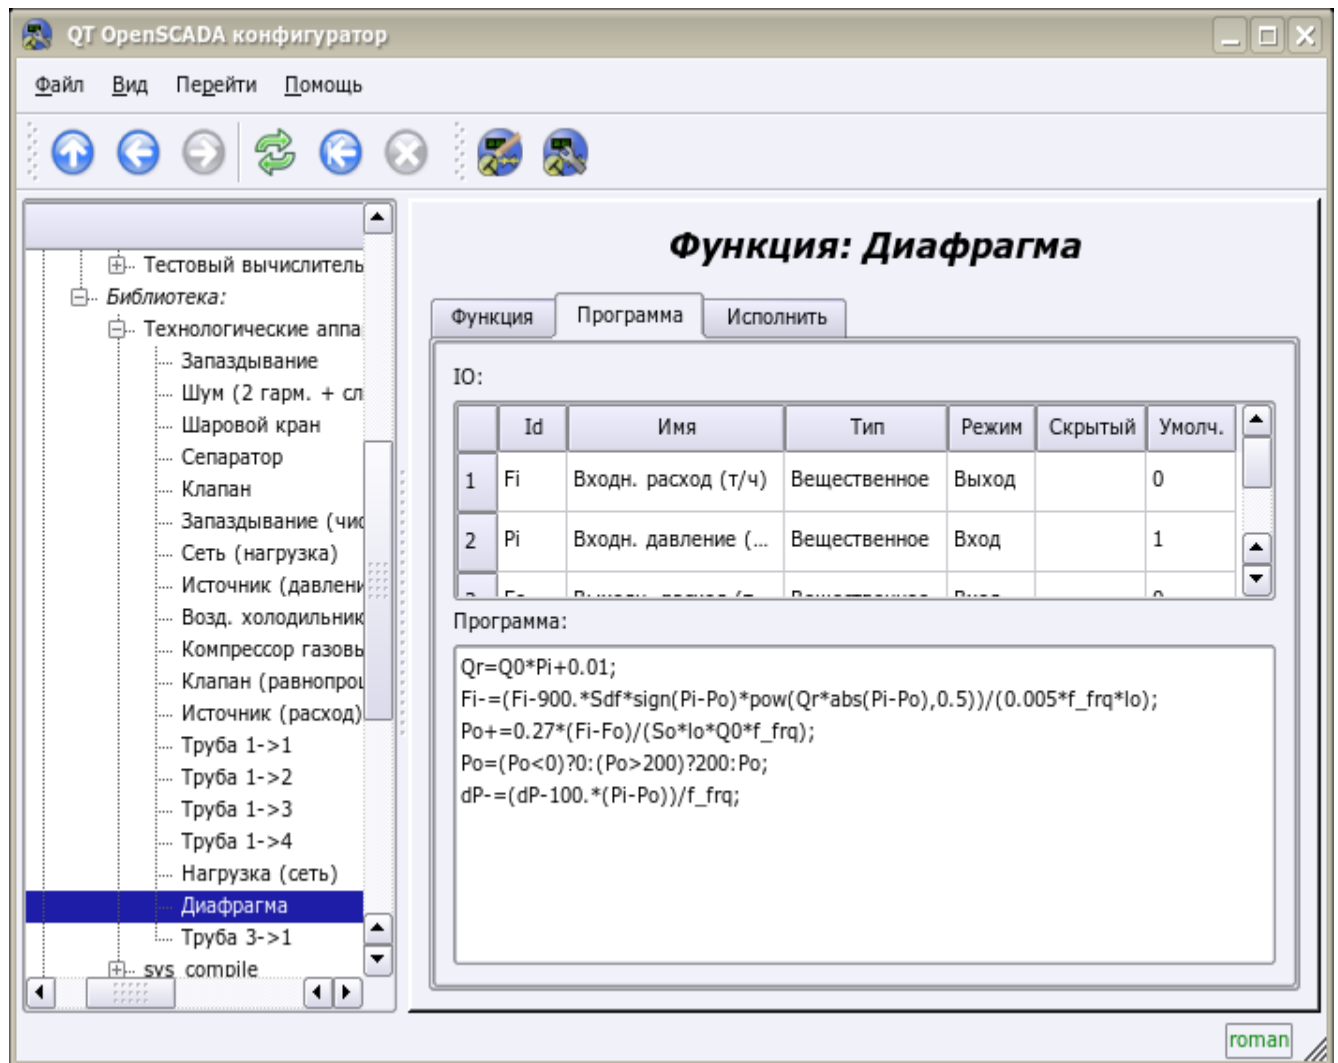 QT OpenSCADA конфигуратор
Файл Вид Перейти Помощь
Тестовый вычислитель
Библиотека:
Технологические аппа
Запаздывание
Шум (2 гарм. + сл
Шаровой кран
Сепаратор
Клапан
Запаздывание (чис
Сеть (нагрузка)
Источник (давлени
Возд. холодильник
Компрессор газовы
Клапан (равнопроц
Источник (расход)
Труба 1->1
Труба 1->2
Труба 1->3
Труба 1->4
Нагрузка (сеть)
Диафрагма
Труба 3->1
sys_compile
Функция: Диафрагма
Функция Программа Исполнить
IO:
Id Имя Тип Режим Скрытый Умолч.
1 Fi Входн. расход (т/ч) Вещественное Выход 0
2 Pi Входн. давление (... Вещественное Вход 1
Программа:
Qr=Q0*Pi+0.01;
Fi-=(Fi-900.*Sdf*sign(Pi-Po)*pow(Qr*abs(Pi-Po),0.5))/(0.005*f_frq*lo);
Po+=0.27*(Fi-Fo)/(So*lo*Q0*f_frq);
Po=(Po<0)?0:(Po>200)?200:Po;
dP-=(dP-100.*(Pi-Po))/f_frq;
roman